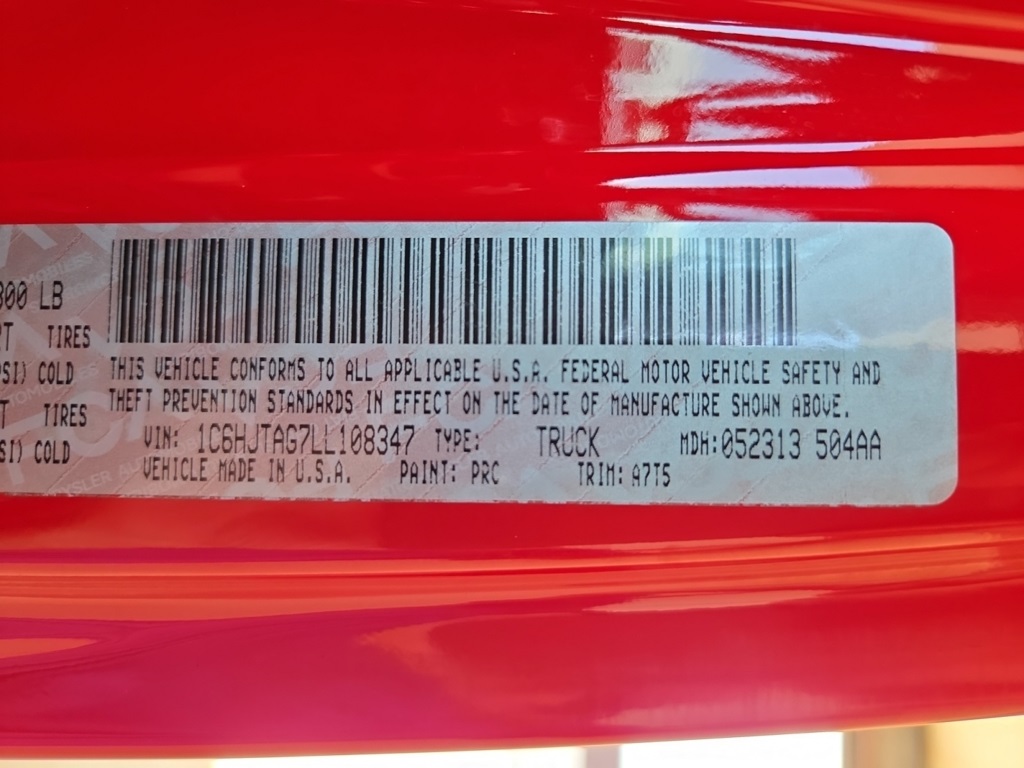 800 LB
RT TIRES
PSI) COLD
THIS VEHICLE CONFORMS TO ALL APPLICABLE U.S.A. FEDERAL MOTOR VEHICLE SAFETY AND
THEFT PREVENTION STANDARDS IN EFFECT ON THE DATE OF MANUFACTURE SHOWN ABOVE.
T TIRES
SI) COLD
VIN: 1C6HJTAG7LL108347 TYPE: TRUCK MDH:052313 504AA
VEHICLE MADE IN U.S.A. PAINT: PRC TRIM: A7T5